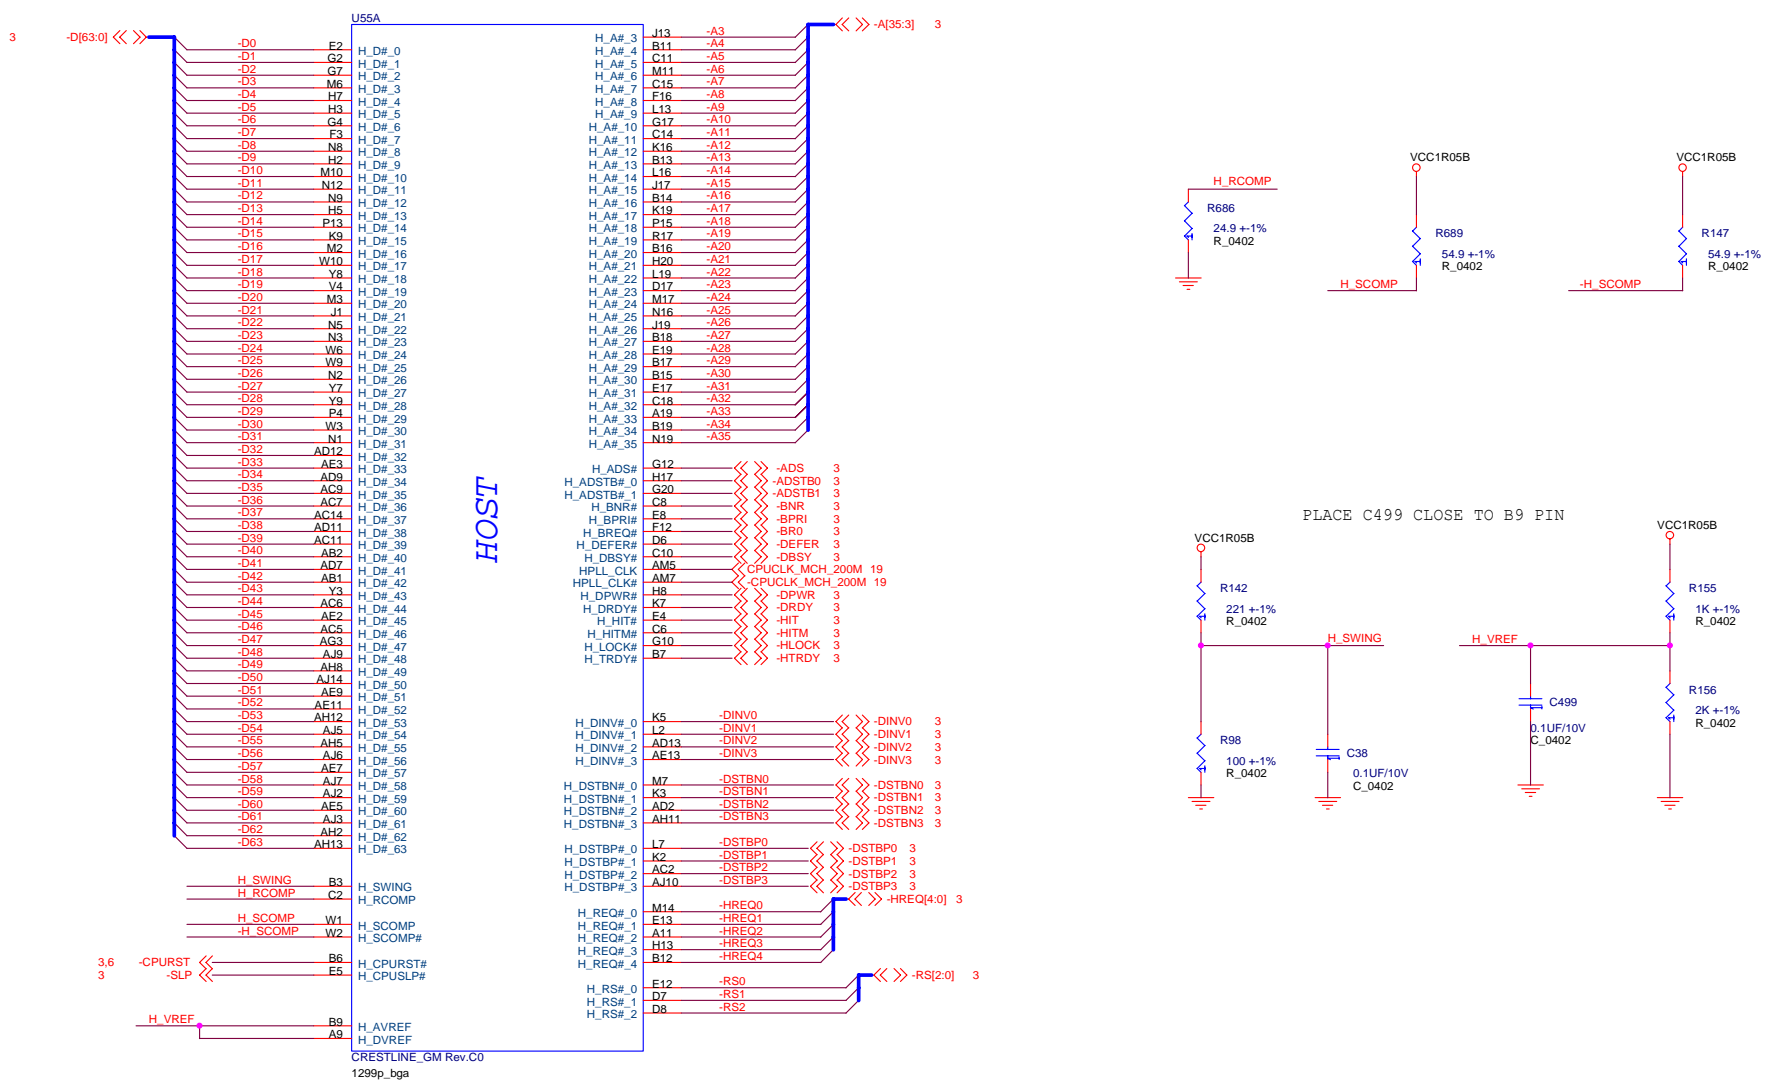 U55A
3 -D[63:0]
-A[35:3] 3
-D0 E2 H_D#_0
-D1 G2 H_D#_1
-D2 G7 H_D#_2
-D3 M6 H_D#_3
-D4 H7 H_D#_4
-D5 H3 H_D#_5
-D6 G4 H_D#_6
-D7 F3 H_D#_7
-D8 N8 H_D#_8
-D9 H2 H_D#_9
-D10 M10 H_D#_10
-D11 N12 H_D#_11
-D12 N9 H_D#_12
-D13 H5 H_D#_13
-D14 P13 H_D#_14
-D15 K9 H_D#_15
-D16 M2 H_D#_16
-D17 W10 H_D#_17
-D18 Y8 H_D#_18
-D19 V4 H_D#_19
-D20 M3 H_D#_20
-D21 J1 H_D#_21
-D22 N5 H_D#_22
-D23 N3 H_D#_23
-D24 W6 H_D#_24
-D25 W9 H_D#_25
-D26 N2 H_D#_26
-D27 Y7 H_D#_27
-D28 Y9 H_D#_28
-D29 P4 H_D#_29
-D30 W3 H_D#_30
-D31 N1 H_D#_31
-D32 AD12 H_D#_32
-D33 AE3 H_D#_33
-D34 AD9 H_D#_34
-D35 AC9 H_D#_35
-D36 AC7 H_D#_36
-D37 AC14 H_D#_37
-D38 AD11 H_D#_38
-D39 AC11 H_D#_39
-D40 AB2 H_D#_40
-D41 AD7 H_D#_41
-D42 AB1 H_D#_42
-D43 Y3 H_D#_43
-D44 AC6 H_D#_44
-D45 AE2 H_D#_45
-D46 AC5 H_D#_46
-D47 AG3 H_D#_47
-D48 AJ9 H_D#_48
-D49 AH8 H_D#_49
-D50 AJ14 H_D#_50
-D51 AE9 H_D#_51
-D52 AE11 H_D#_52
-D53 AH12 H_D#_53
-D54 AJ5 H_D#_54
-D55 AH5 H_D#_55
-D56 AJ6 H_D#_56
-D57 AE7 H_D#_57
-D58 AJ7 H_D#_58
-D59 AJ2 H_D#_59
-D60 AE5 H_D#_60
-D61 AJ3 H_D#_61
-D62 AH2 H_D#_62
-D63 AH13 H_D#_63
H_SWING B3 H_SWING
H_RCOMP C2 H_RCOMP
H_SCOMP W1 H_SCOMP
-H_SCOMP W2 H_SCOMP#
3,6 -CPURST B6 H_CPURST#
3 -SLP E5 H_CPUSLP#
H_VREF B9 H_AVREF
A9 H_DVREF
HOST
H_A#_3 J13 -A3
H_A#_4 B11 -A4
H_A#_5 C11 -A5
H_A#_6 M11 -A6
H_A#_7 C15 -A7
H_A#_8 F16 -A8
H_A#_9 L13 -A9
H_A#_10 G17 -A10
H_A#_11 C14 -A11
H_A#_12 K16 -A12
H_A#_13 B13 -A13
H_A#_14 L16 -A14
H_A#_15 J17 -A15
H_A#_16 B14 -A16
H_A#_17 K19 -A17
H_A#_18 P15 -A18
H_A#_19 R17 -A19
H_A#_20 B16 -A20
H_A#_21 H20 -A21
H_A#_22 L19 -A22
H_A#_23 D17 -A23
H_A#_24 M17 -A24
H_A#_25 N16 -A25
H_A#_26 J19 -A26
H_A#_27 B18 -A27
H_A#_28 E19 -A28
H_A#_29 B17 -A29
H_A#_30 B15 -A30
H_A#_31 E17 -A31
H_A#_32 C18 -A32
H_A#_33 A19 -A33
H_A#_34 B19 -A34
H_A#_35 N19 -A35
H_ADS# G12 -ADS 3
H_ADSTB#_0 H17 -ADSTB0 3
H_ADSTB#_1 G20 -ADSTB1 3
H_BNR# C8 -BNR 3
H_BPRI# E8 -BPRI 3
H_BREQ# F12 -BR0 3
H_DEFER# D6 -DEFER 3
H_DBSY# C10 -DBSY 3
HPLL_CLK AM5 CPUCLK_MCH_200M 19
HPLL_CLK# AM7 -CPUCLK_MCH_200M 19
H_DPWR# H8 -DPWR 3
H_DRDY# K7 -DRDY 3
H_HIT# E4 -HIT 3
H_HITM# C6 -HITM 3
H_LOCK# G10 -HLOCK 3
H_TRDY# B7 -HTRDY 3
H_DINV#_0 K5 -DINV0 -DINV0 3
H_DINV#_1 L2 -DINV1 -DINV1 3
H_DINV#_2 AD13 -DINV2 -DINV2 3
H_DINV#_3 AE13 -DINV3 -DINV3 3
H_DSTBN#_0 M7 -DSTBN0 -DSTBN0 3
H_DSTBN#_1 K3 -DSTBN1 -DSTBN1 3
H_DSTBN#_2 AD2 -DSTBN2 -DSTBN2 3
H_DSTBN#_3 AH11 -DSTBN3 -DSTBN3 3
H_DSTBP#_0 L7 -DSTBP0 -DSTBP0 3
H_DSTBP#_1 K2 -DSTBP1 -DSTBP1 3
H_DSTBP#_2 AC2 -DSTBP2 -DSTBP2 3
H_DSTBP#_3 AJ10 -DSTBP3 -DSTBP3 3
-HREQ[4:0] 3
H_REQ#_0 M14 -HREQ0
H_REQ#_1 E13 -HREQ1
H_REQ#_2 A11 -HREQ2
H_REQ#_3 H13 -HREQ3
H_REQ#_4 B12 -HREQ4
-RS[2:0] 3
H_RS#_0 E12 -RS0
H_RS#_1 D7 -RS1
H_RS#_2 D8 -RS2
CRESTLINE_GM Rev.C0
1299p_bga
H_RCOMP
R686
24.9 +-1%
R_0402
VCC1R05B
R689
54.9 +-1%
R_0402
H_SCOMP
VCC1R05B
R147
54.9 +-1%
R_0402
-H_SCOMP
PLACE C499 CLOSE TO B9 PIN
VCC1R05B
R142
221 +-1%
R_0402
H_SWING
R98
100 +-1%
R_0402
C38
0.1UF/10V
C_0402
VCC1R05B
R155
1K +-1%
R_0402
H_VREF
C499
0.1UF/10V
C_0402
R156
2K +-1%
R_0402